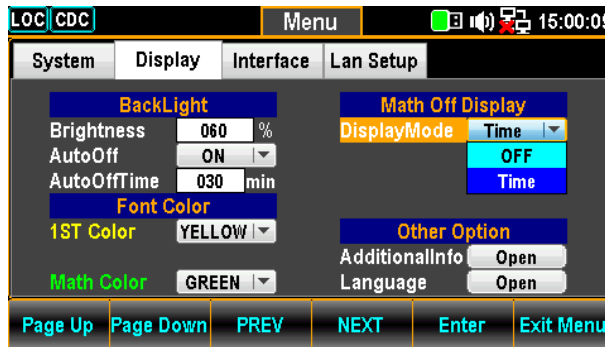 LOC CDC Menu 15:00:05
System Display Interface Lan Setup
BackLight
Brightness 060 %
AutoOff ON
AutoOffTime 030 min
Font Color
1ST Color YELLOW
Math Color GREEN
Math Off Display
DisplayMode Time
OFF
Time
Other Option
AdditionalInfo Open
Language Open
Page Up Page Down PREV NEXT Enter Exit Menu